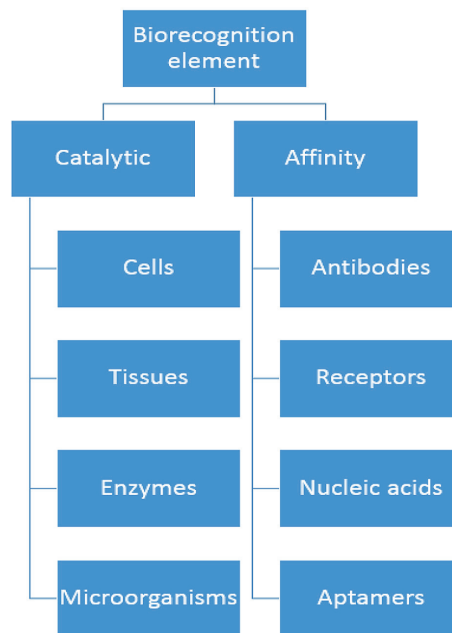 Biorecognition
element
Catalytic
Affinity
Cells
Antibodies
Tissues
Receptors
Enzymes
Nucleic acids
Microorganisms
Aptamers